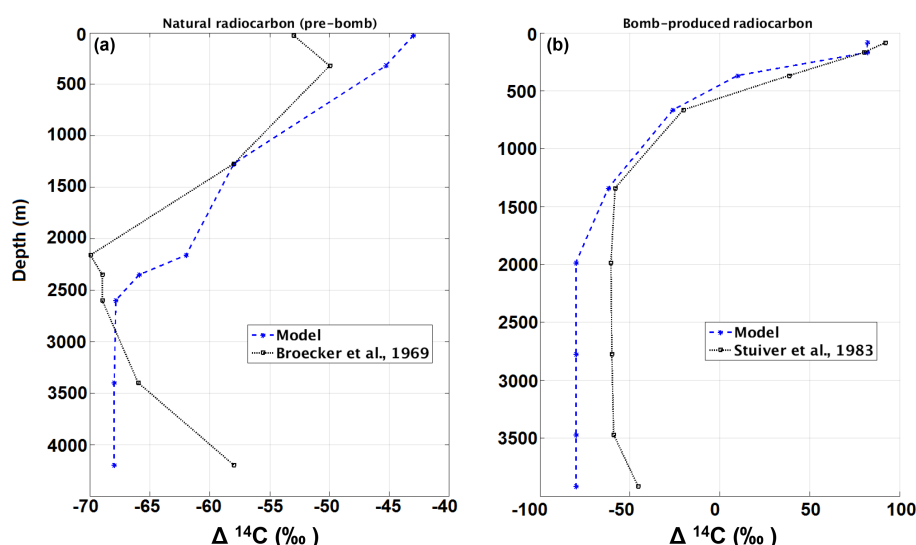 Natural radiocarbon (pre-bomb)
(a)
0
500
1000
1500
2000
2500
3000
3500
4000
Depth (m)
Model
Broecker et al., 1969
-70 -65 -60 -55 -50 -45 -40
Δ ¹⁴C (‰)
Bomb-produced radiocarbon
(b)
0
500
1000
1500
2000
2500
3000
3500
Model
Stuiver et al., 1983
-100 -50 0 50 100
Δ ¹⁴C (‰)